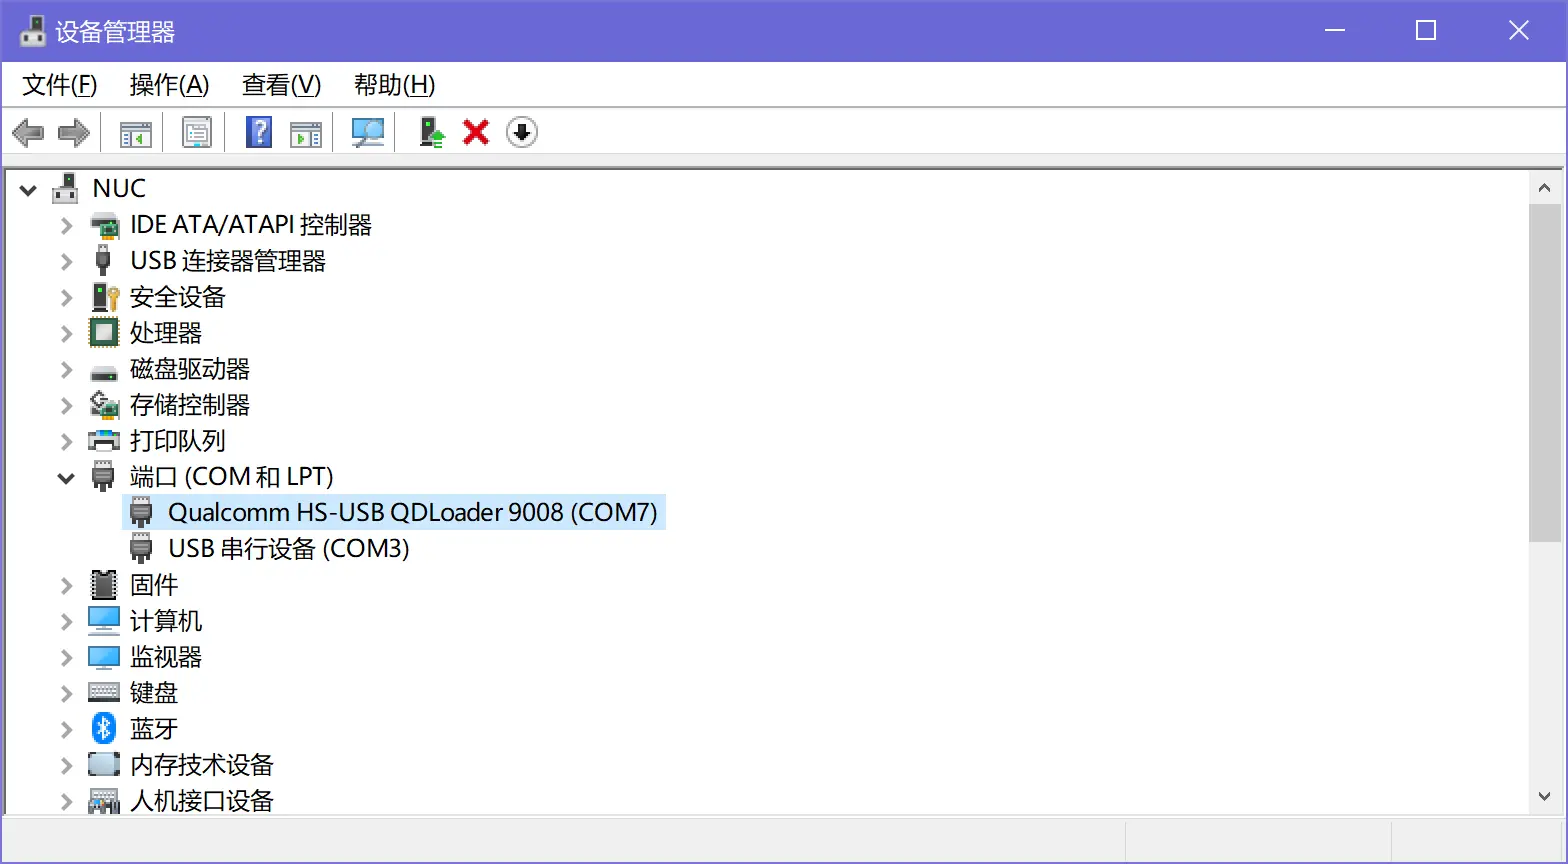 设备管理器
文件(F) 操作(A) 查看(V) 帮助(H)
NUC
IDE ATA/ATAPI 控制器
USB 连接器管理器
安全设备
处理器
磁盘驱动器
存储控制器
打印队列
端口 (COM 和 LPT)
Qualcomm HS-USB QDLoader 9008 (COM7)
USB 串行设备 (COM3)
固件
计算机
监视器
键盘
蓝牙
内存技术设备
人机接口设备